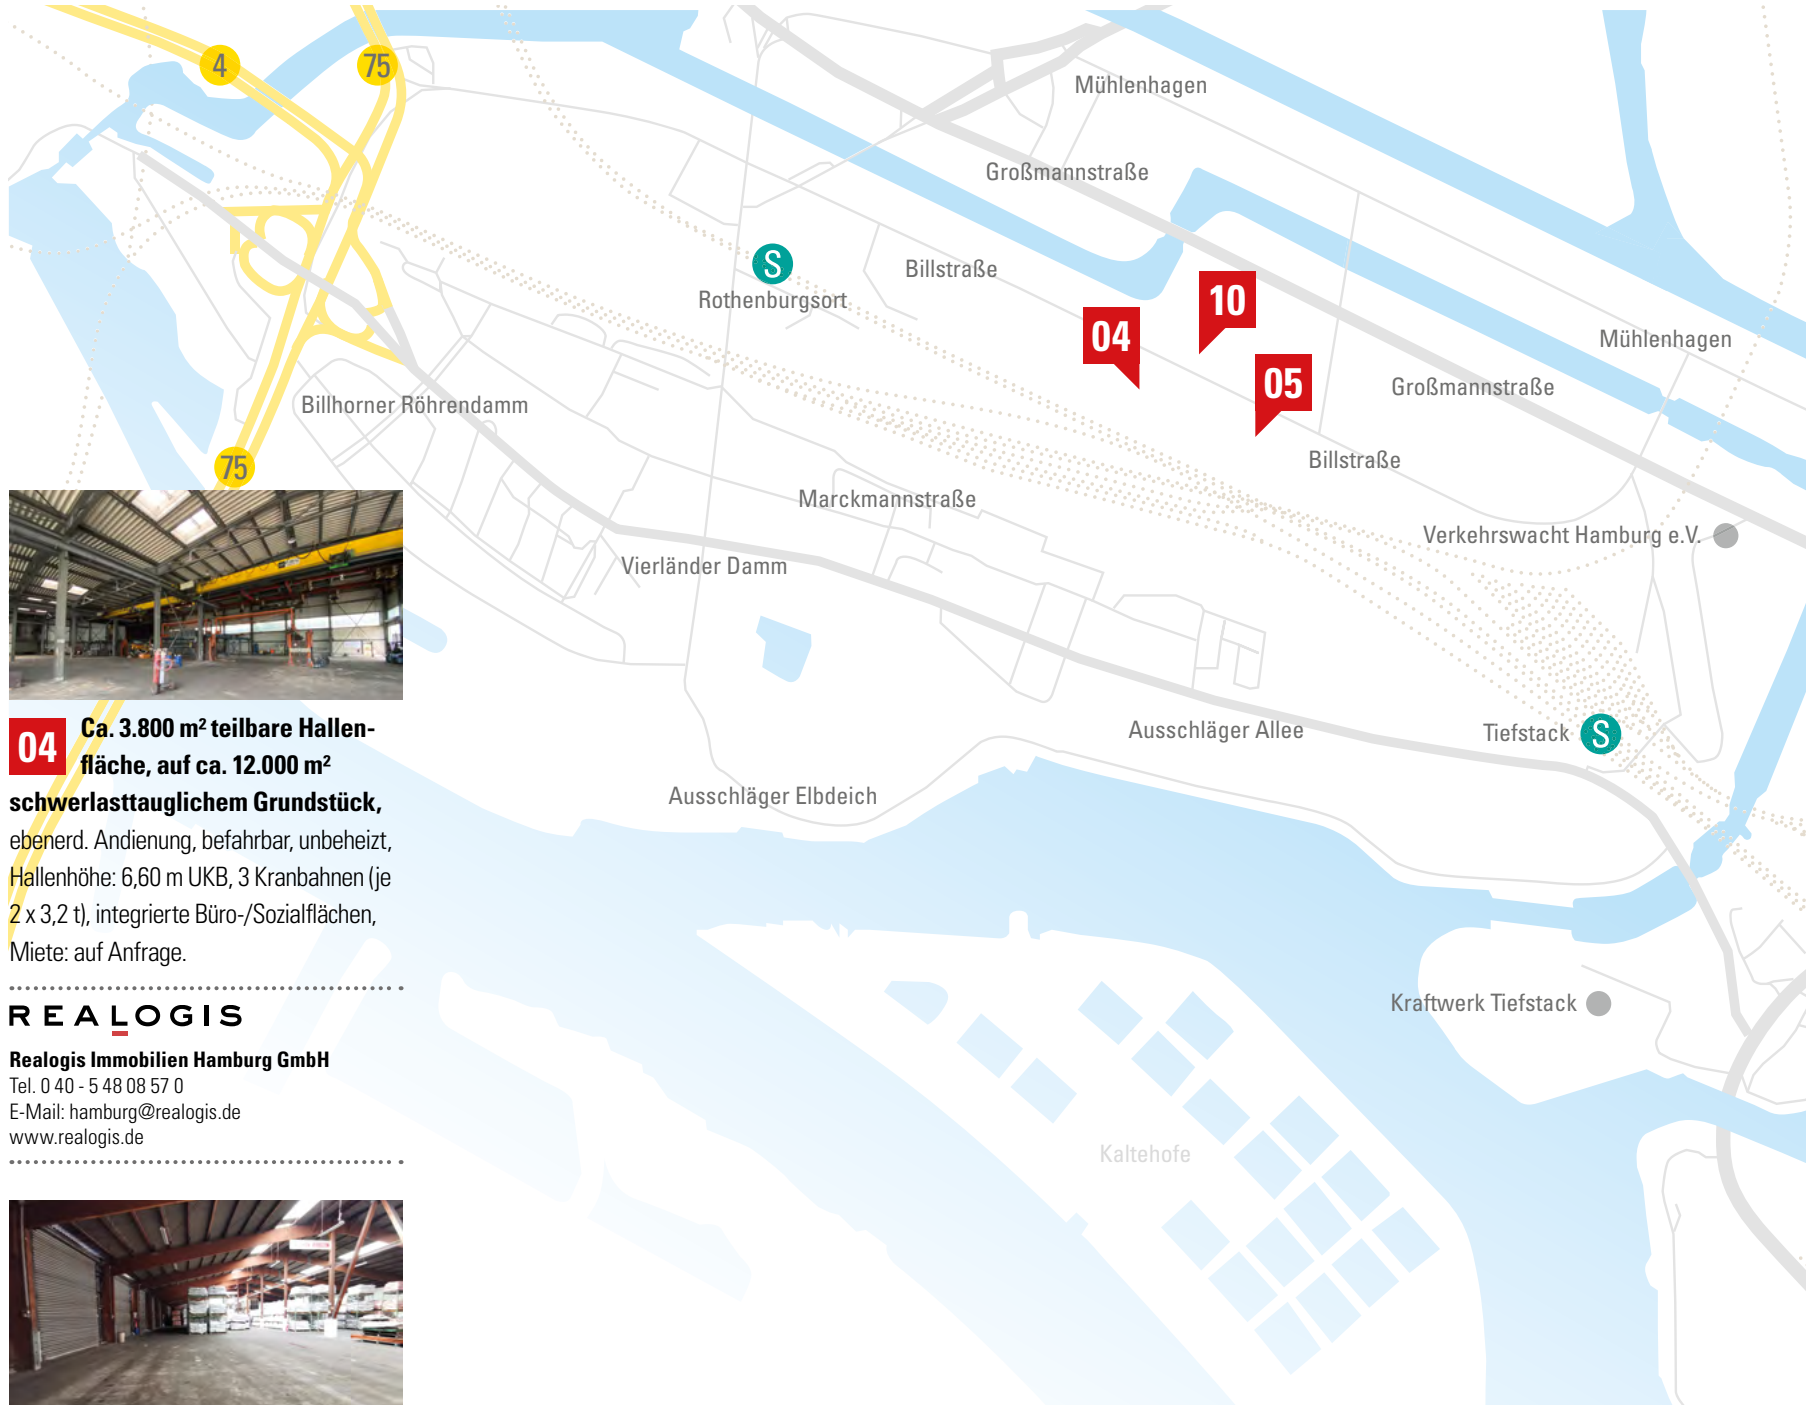 4
75
Mühlenhagen
Großmannstraße
S
Rothenburgsort
Billstraße
10
04
05
Mühlenhagen
Großmannstraße
Billhorner Röhrendamm
75
Billstraße
Marckmannstraße
Verkehrswacht Hamburg e.V.
Vierländer Damm
Ausschläger Allee
Tiefstack S
Ausschläger Elbdeich
Kraftwerk Tiefstack
Kaltehofe
04 Ca. 3.800 m² teilbare Hallen-
fläche, auf ca. 12.000 m²
schwerlasttauglichem Grundstück,
ebenerd. Andienung, befahrbar, unbeheizt,
Hallenhöhe: 6,60 m UKB, 3 Kranbahnen (je
2 x 3,2 t), integrierte Büro-/Sozialflächen,
Miete: auf Anfrage.
REALOGIS
Realogis Immobilien Hamburg GmbH
Tel. 0 40 - 5 48 08 57 0
E-Mail: hamburg@realogis.de
www.realogis.de